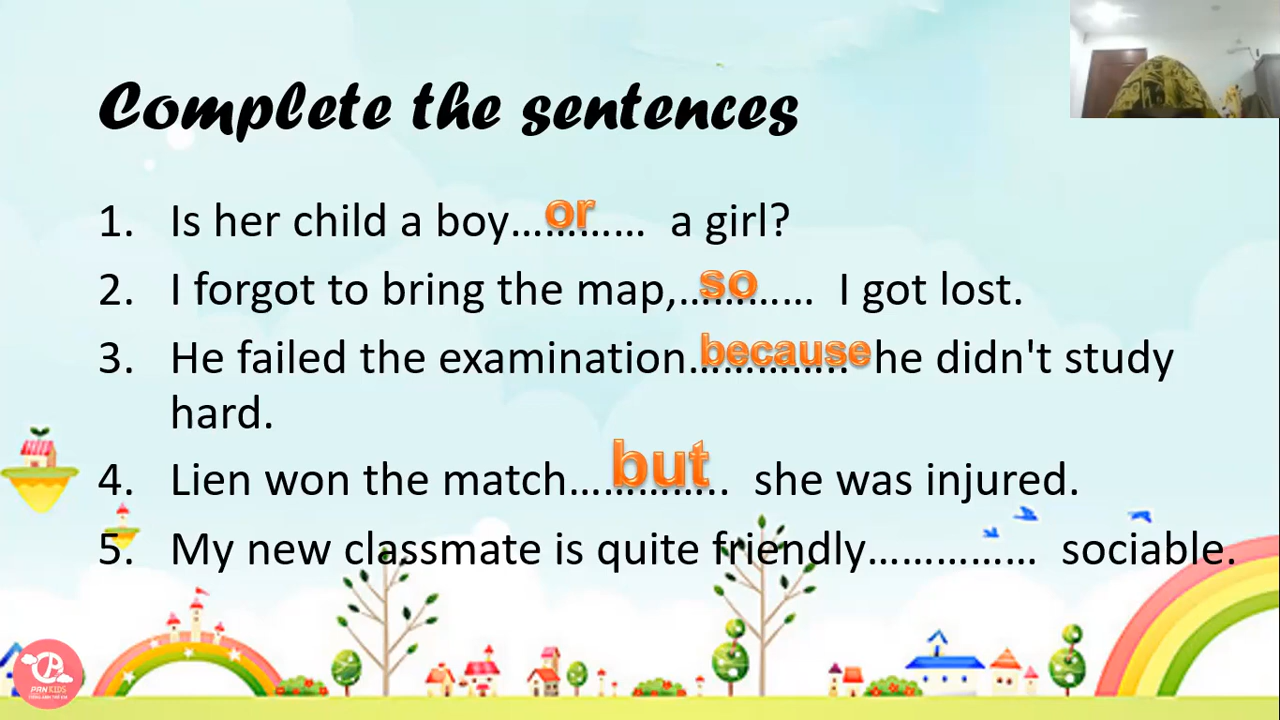 Complete the sentences
1. Is her child a boy…or……… a girl?
2. I forgot to bring the map,…so……… I got lost.
3. He failed the examination.because………….. he didn't study
hard.
4. Lien won the match…but……….. she was injured.
5. My new classmate is quite friendly…………… sociable.
PRN KIDS